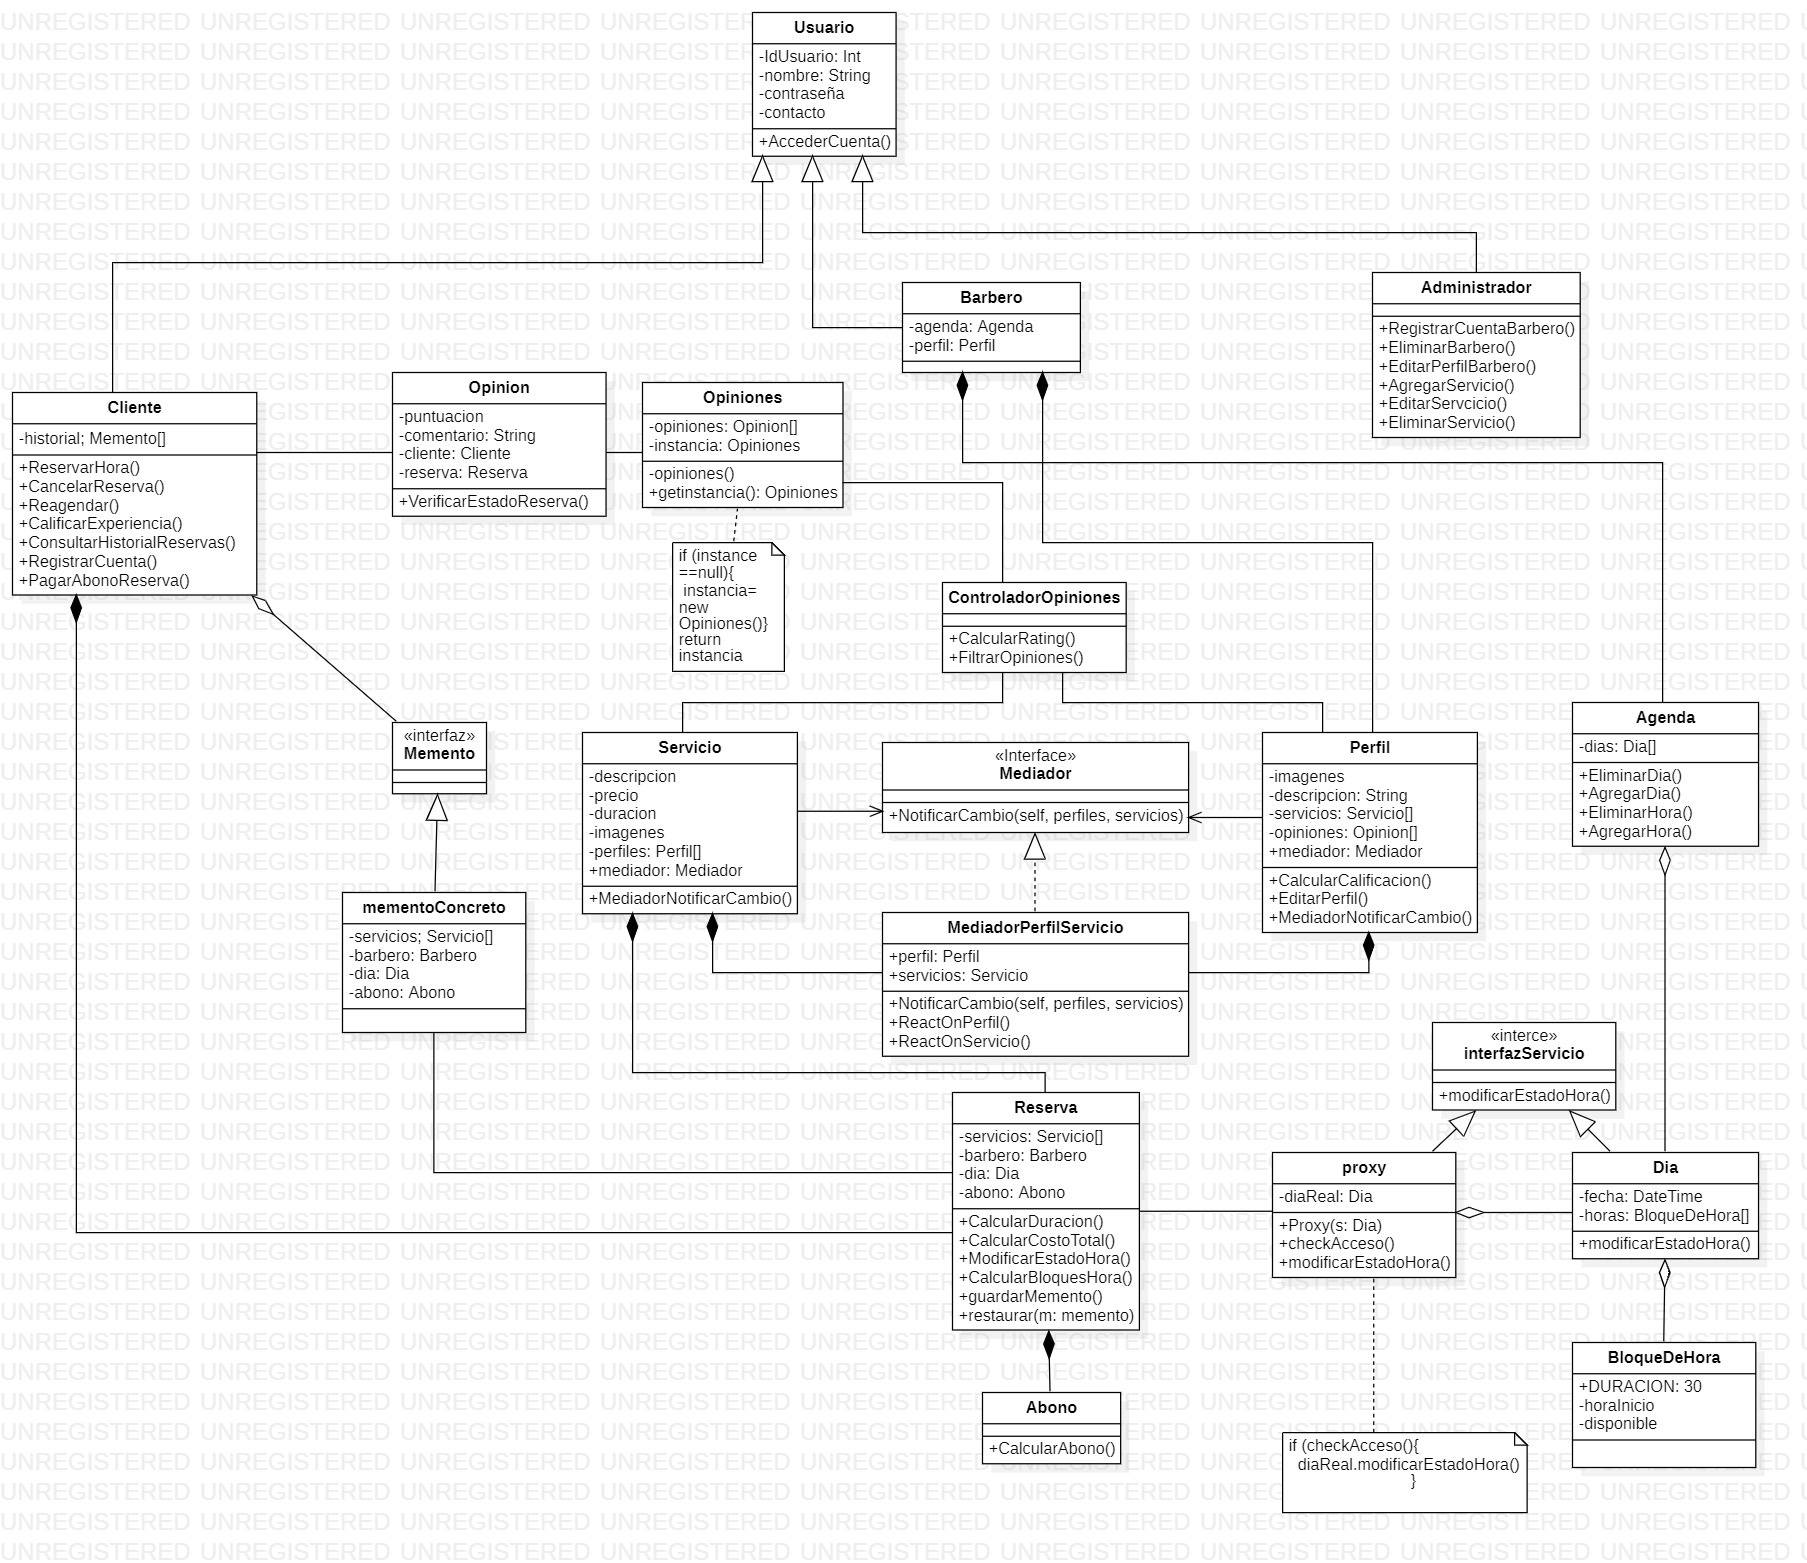 Usuario
-IdUsuario: Int
-nombre: String
-contraseña
-contacto
+AccederCuenta()
Barbero
-agenda: Agenda
-perfil: Perfil
Administrador
+RegistrarCuentaBarbero()
+EliminarBarbero()
+EditarPerfilBarbero()
+AgregarServicio()
+EditarServcicio()
+EliminarServicio()
Cliente
-historial; Memento[]
+ReservarHora()
+CancelarReserva()
+Reagendar()
+CalificarExperiencia()
+ConsultarHistorialReservas()
+RegistrarCuenta()
+PagarAbonoReserva()
Opinion
-puntuacion
-comentario: String
-cliente: Cliente
-reserva: Reserva
+VerificarEstadoReserva()
Opiniones
-opiniones: Opinion[]
-instancia: Opiniones
-opiniones()
+getinstancia(): Opiniones
if (instance
==null){
instancia=
new
Opiniones()}
return
instancia
ControladorOpiniones
+CalcularRating()
+FiltrarOpiniones()
«interfaz»
Memento
Servicio
-descripcion
-precio
-duracion
-imagenes
-perfiles: Perfil[]
+mediador: Mediador
+MediadorNotificarCambio()
«Interface»
Mediador
+NotificarCambio(self, perfiles, servicios)
Perfil
-imagenes
-descripcion: String
-servicios: Servicio[]
-opiniones: Opinion[]
+mediador: Mediador
+CalcularCalificacion()
+EditarPerfil()
+MediadorNotificarCambio()
Agenda
-dias: Dia[]
+EliminarDia()
+AgregarDia()
+EliminarHora()
+AgregarHora()
mementoConcreto
-servicios; Servicio[]
-barbero: Barbero
-dia: Dia
-abono: Abono
MediadorPerfilServicio
+perfil: Perfil
+servicios: Servicio
+NotificarCambio(self, perfiles, servicios)
+ReactOnPerfil()
+ReactOnServicio()
«interce»
interfazServicio
+modificarEstadoHora()
Reserva
-servicios: Servicio[]
-barbero: Barbero
-dia: Dia
-abono: Abono
+CalcularDuracion()
+CalcularCostoTotal()
+ModificarEstadoHora()
+CalcularBloquesHora()
+guardarMemento()
+restaurar(m: memento)
proxy
-diaReal: Dia
+Proxy(s: Dia)
+checkAcceso()
+modificarEstadoHora()
Dia
-fecha: DateTime
-horas: BloqueDeHora[]
+modificarEstadoHora()
BloqueDeHora
+DURACION: 30
-horaInicio
-disponible
Abono
+CalcularAbono()
if (checkAcceso(){
diaReal.modificarEstadoHora()
}
UNREGISTERED